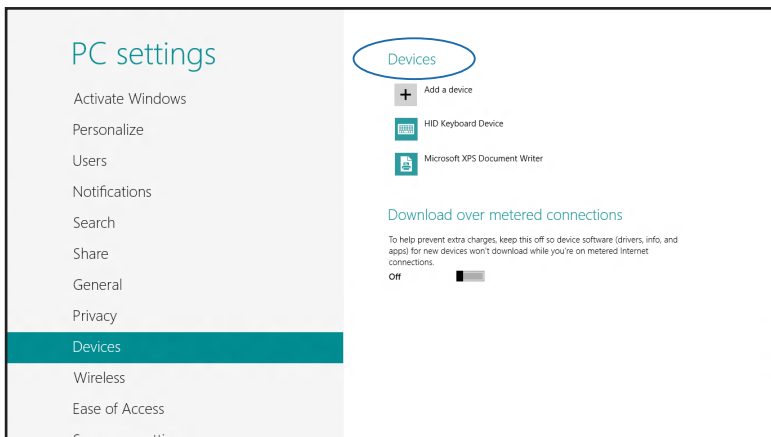 PC settings
Activate Windows
Personalize
Users
Notifications
Search
Share
General
Privacy
Devices
Wireless
Ease of Access
Devices
Add a device
HID Keyboard Device
Microsoft XPS Document Writer
Download over metered connections
To help prevent extra charges, keep this off so device software (drivers, info, and
apps) for new devices won't download while you're on metered Internet
connections.
Off